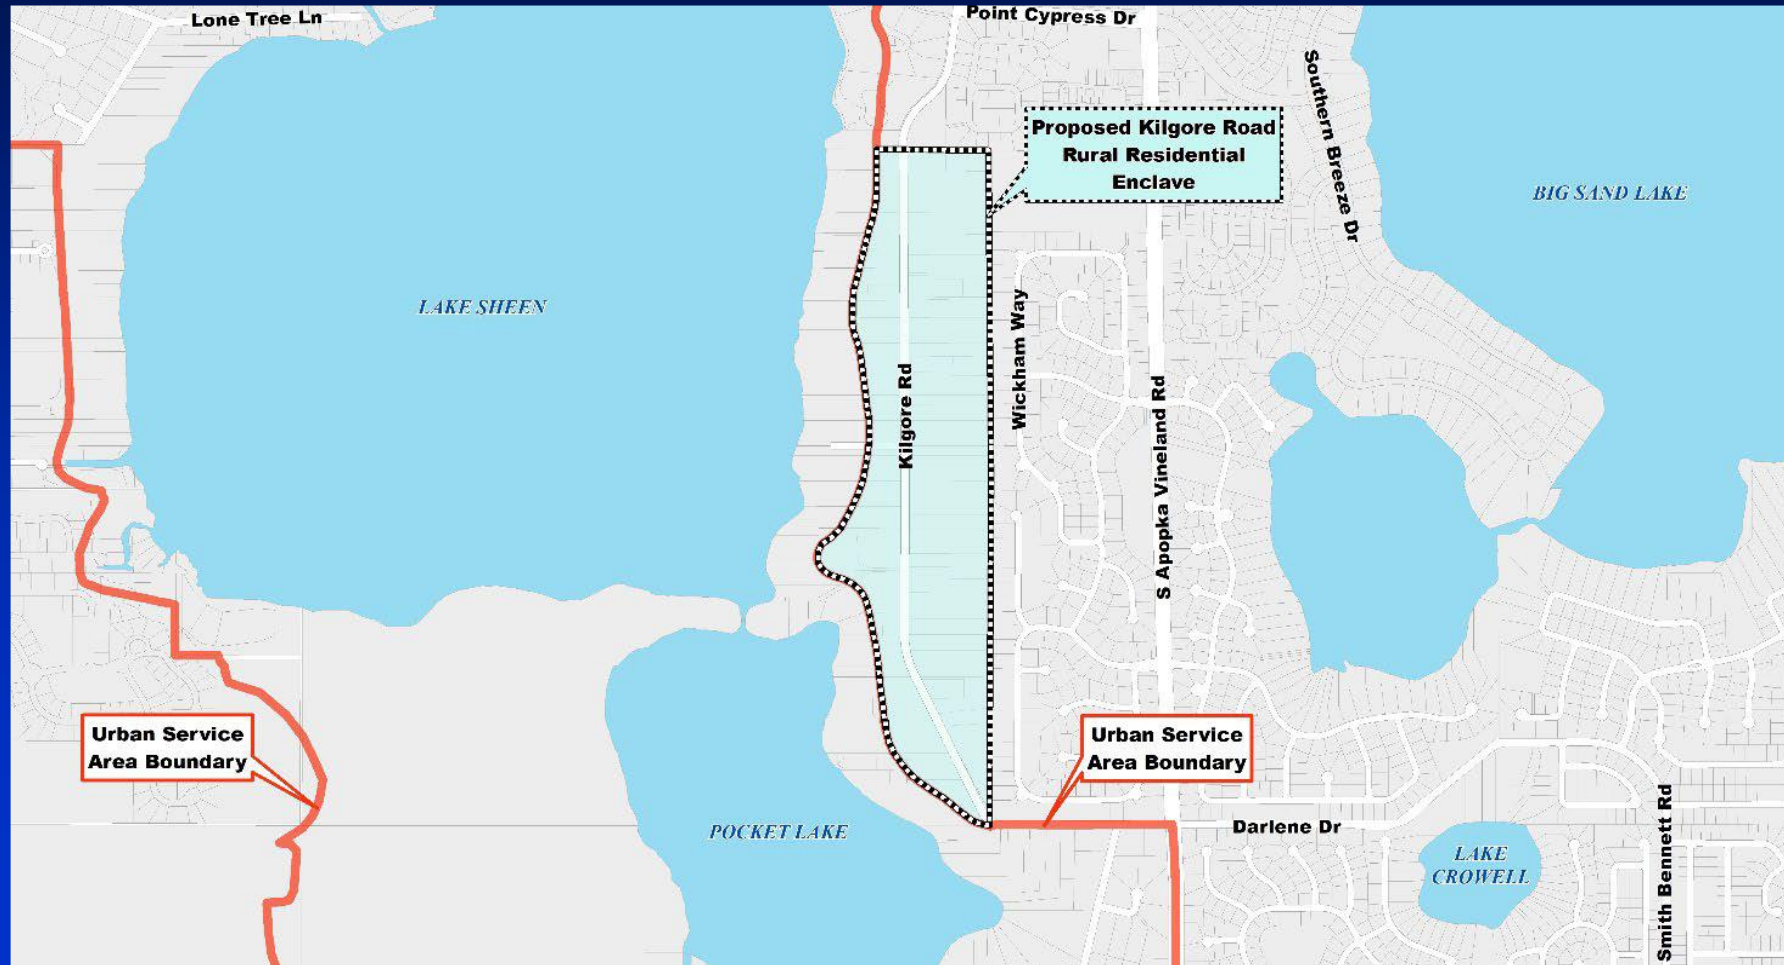 Lone Tree Ln
Point Cypress Dr
Southern Breeze Dr
Proposed Kilgore Road
Rural Residential
Enclave
BIG SAND LAKE
LAKE SHEEN
Wickham Way
Kilgore Rd
S Apopka Vineland Rd
Urban Service
Area Boundary
Urban Service
Area Boundary
POCKET LAKE
Darlene Dr
LAKE
CROWELL
Smith Bennett Rd